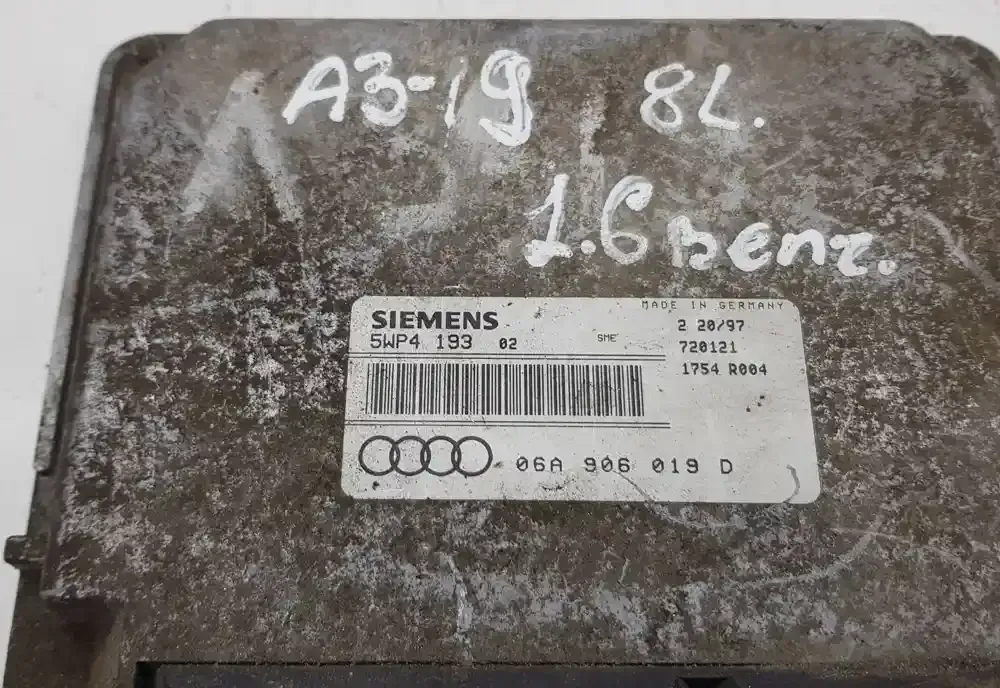 A3-19 8L.
1.6 benz.
MADE IN GERMANY
SIEMENS
2 20/97
5WP4 193 02
SME
720121
1754 R004
06A 906 019 D